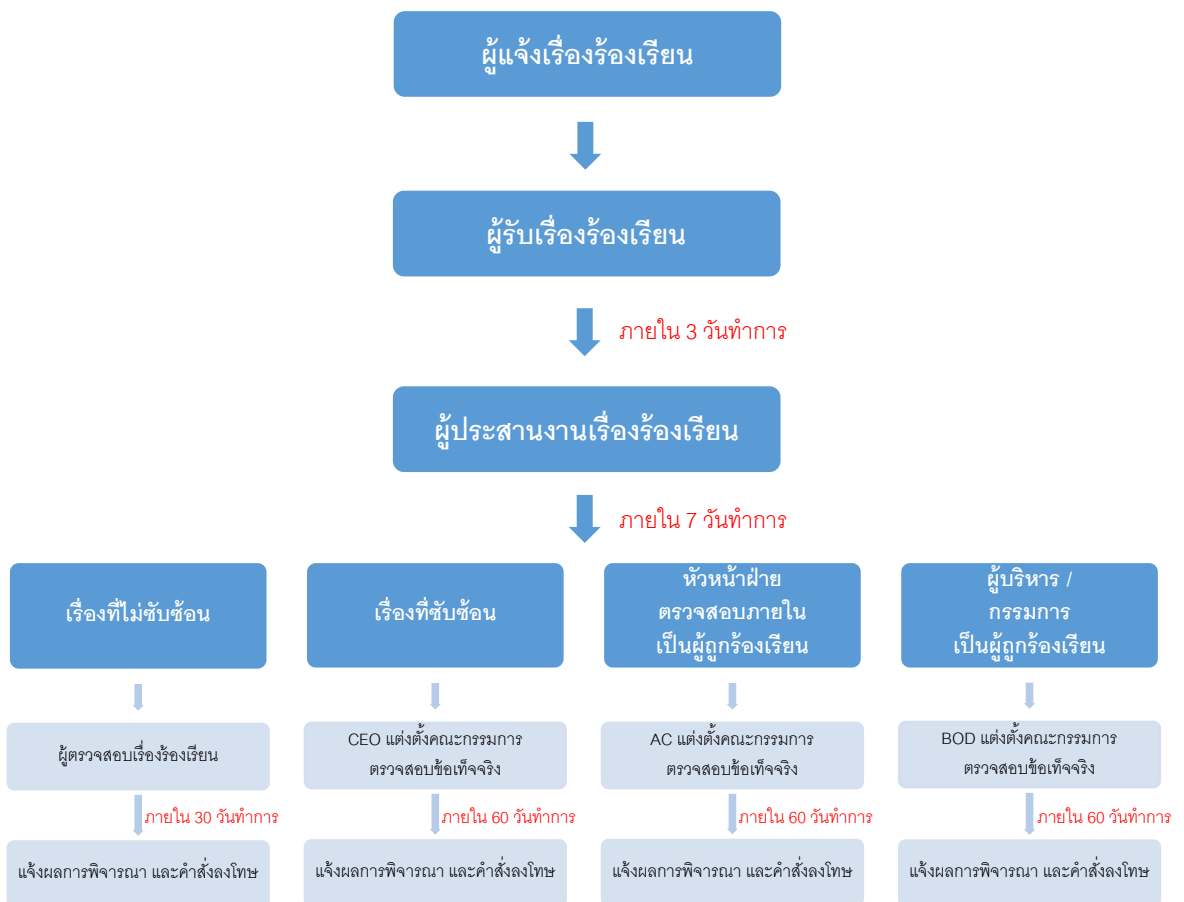 ผู้แจ้งเรื่องร้องเรียน
ผู้รับเรื่องร้องเรียน
ภายใน 3 วันทำการ
ผู้ประสานงานเรื่องร้องเรียน
ภายใน 7 วันทำการ
เรื่องที่ไม่ซับซ้อน
เรื่องที่ซับซ้อน
หัวหน้าฝ่าย
ตรวจสอบภายใน
เป็นผู้ถูกร้องเรียน
ผู้บริหาร /
กรรมการ
เป็นผู้ถูกร้องเรียน
ผู้ตรวจสอบเรื่องร้องเรียน
CEO แต่งตั้งคณะกรรมการ
ตรวจสอบข้อเท็จจริง
AC แต่งตั้งคณะกรรมการ
ตรวจสอบข้อเท็จจริง
BOD แต่งตั้งคณะกรรมการ
ตรวจสอบข้อเท็จจริง
ภายใน 30 วันทำการ
ภายใน 60 วันทำการ
ภายใน 60 วันทำการ
ภายใน 60 วันทำการ
แจ้งผลการพิจารณา และคำสั่งลงโทษ
แจ้งผลการพิจารณา และคำสั่งลงโทษ
แจ้งผลการพิจารณา และคำสั่งลงโทษ
แจ้งผลการพิจารณา และคำสั่งลงโทษ